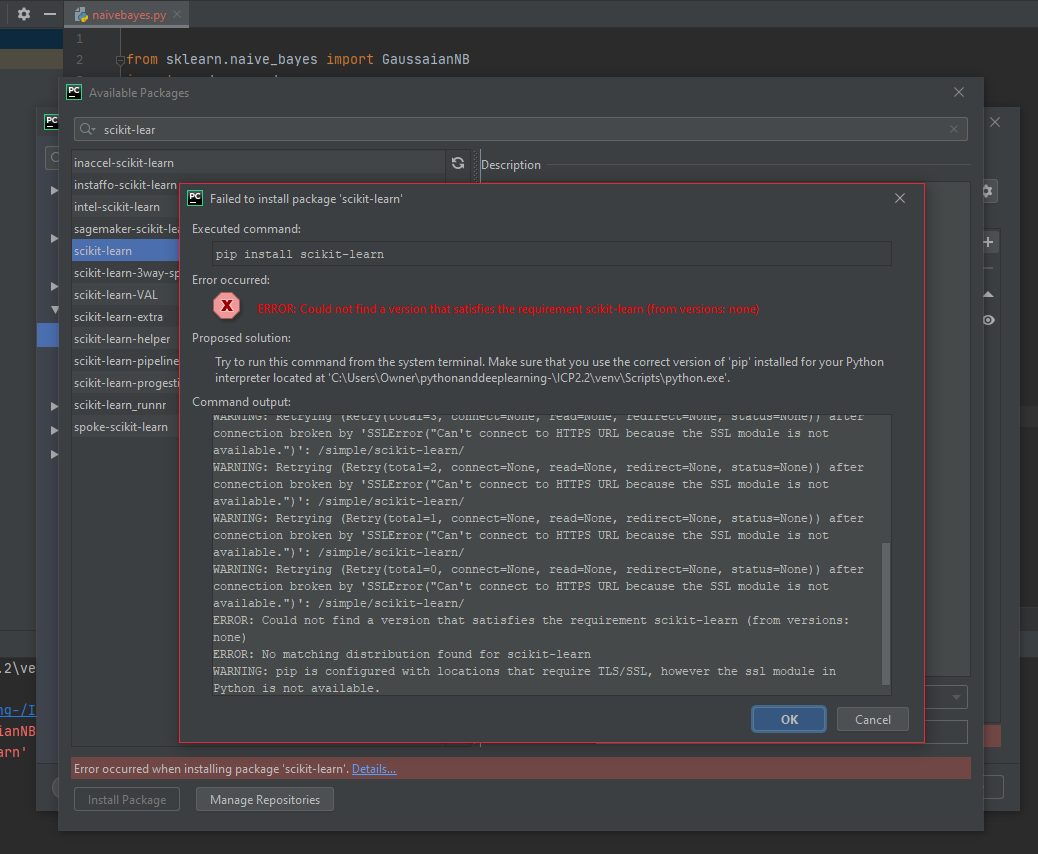 naivebayes.py
1
2
from sklearn.naive_bayes import GaussaianNB
PC
Available Packages
PC
scikit-lear
inaccel-scikit-learn
Description
instaffo-scikit-learn
intel-scikit-learn
sagemaker-scikit-lea
scikit-learn
scikit-learn-3way-sp
scikit-learn-VAL
scikit-learn-extra
scikit-learn-helper
scikit-learn-pipeline
scikit-learn-progesti
scikit-learn_runnr
spoke-scikit-learn
PC
Failed to install package 'scikit-learn'
Executed command:
pip install scikit-learn
Error occurred:
ERROR: Could not find a version that satisfies the requirement scikit-learn (from versions: none)
Proposed solution:
Try to run this command from the system terminal. Make sure that you use the correct version of 'pip' installed for your Python
interpreter located at 'C:\Users\Owner\pythonanddeeplearning-\ICP2.2\venv\Scripts\python.exe'.
Command output:
WARNING: Retrying (Retry(total=3, connect=None, read=None, redirect=None, status=None)) after
connection broken by 'SSLError("Can't connect to HTTPS URL because the SSL module is not
available.")': /simple/scikit-learn/
WARNING: Retrying (Retry(total=2, connect=None, read=None, redirect=None, status=None)) after
connection broken by 'SSLError("Can't connect to HTTPS URL because the SSL module is not
available.")': /simple/scikit-learn/
WARNING: Retrying (Retry(total=1, connect=None, read=None, redirect=None, status=None)) after
connection broken by 'SSLError("Can't connect to HTTPS URL because the SSL module is not
available.")': /simple/scikit-learn/
WARNING: Retrying (Retry(total=0, connect=None, read=None, redirect=None, status=None)) after
connection broken by 'SSLError("Can't connect to HTTPS URL because the SSL module is not
available.")': /simple/scikit-learn/
ERROR: Could not find a version that satisfies the requirement scikit-learn (from versions:
none)
ERROR: No matching distribution found for scikit-learn
WARNING: pip is configured with locations that require TLS/SSL, however the ssl module in
Python is not available.
OK
Cancel
.2\ve
ng-/I
ianNB
arn'
Error occurred when installing package 'scikit-learn'. Details...
Install Package
Manage Repositories